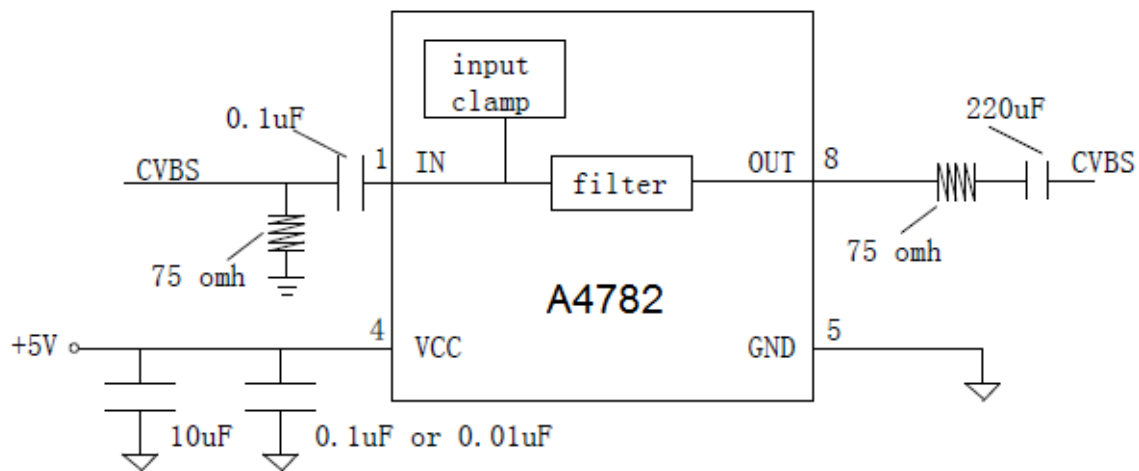 input
clamp
0.1uF
220uF
1
IN
OUT
8
CVBS
CVBS
filter
75 omh
75 omh
A4782
+5V
4
VCC
GND
5
10uF
0.1uF or 0.01uF